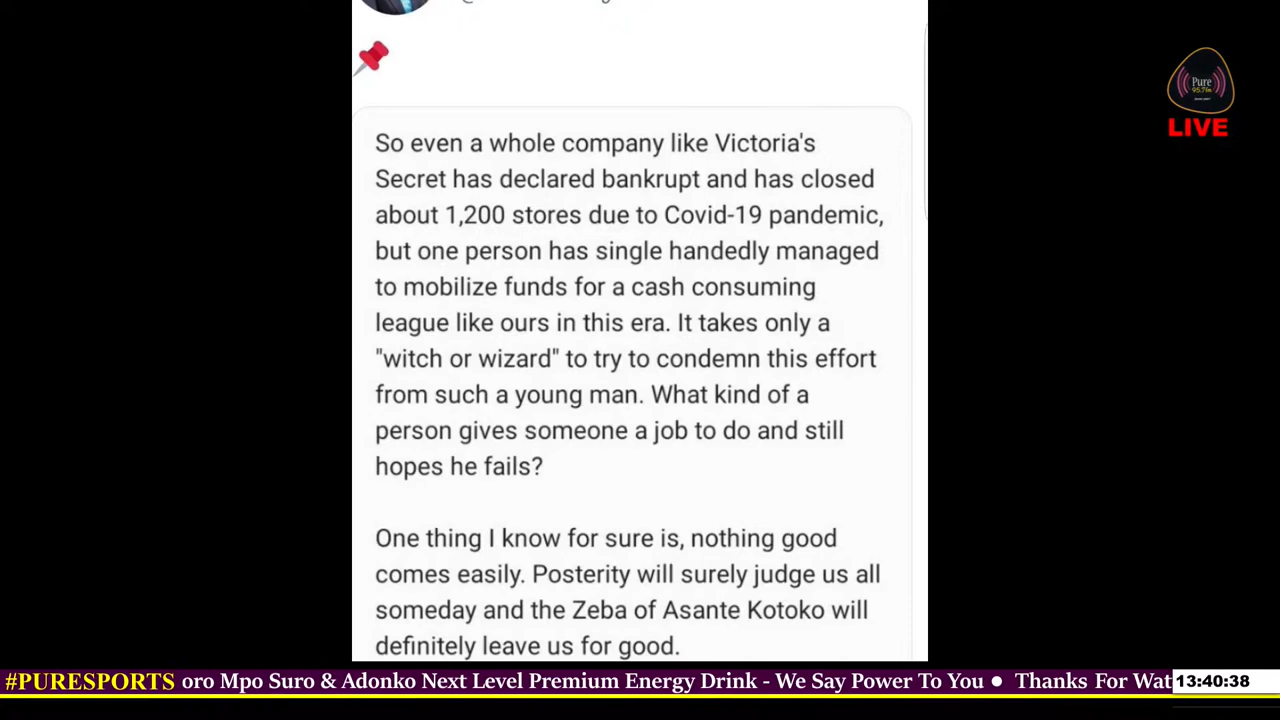 Pure
95.7fm
LIVE
So even a whole company like Victoria's
Secret has declared bankrupt and has closed
about 1,200 stores due to Covid-19 pandemic,
but one person has single handedly managed
to mobilize funds for a cash consuming
league like ours in this era. It takes only a
"witch or wizard" to try to condemn this effort
from such a young man. What kind of a
person gives someone a job to do and still
hopes he fails?
One thing I know for sure is, nothing good
comes easily. Posterity will surely judge us all
someday and the Zeba of Asante Kotoko will
definitely leave us for good.
#PURESPORTS oro Mpo Suro & Adonko Next Level Premium Energy Drink - We Say Power To You ● Thanks For Wat 13:40:38